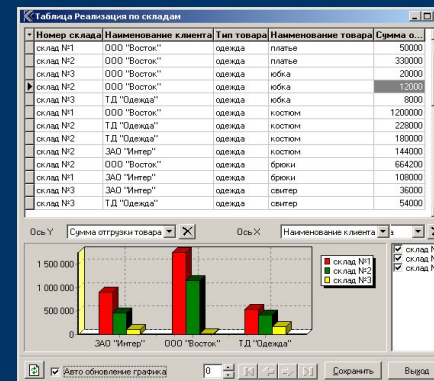 Таблица Реализация по складам
Номер склада Наименование клиента Тип товара Наименование товара Сумма о...
склад №1 ООО "Восток" одежда платье 50000
склад №2 ООО "Восток" одежда платье 330000
склад №3 ООО "Восток" одежда юбка 20000
склад №2 ООО "Восток" одежда юбка 12000
склад №3 Т.Д "Одежда" одежда юбка 8000
склад №1 ООО "Восток" одежда костюм 1200000
склад №2 Т.Д "Одежда" одежда костюм 228000
склад №2 Т.Д "Одежда" одежда костюм 180000
склад №2 ЗАО "Интер" одежда костюм 144000
склад №2 ООО "Восток" одежда брюки 664200
склад №1 ЗАО "Интер" одежда брюки 108000
склад №3 ЗАО "Интер" одежда свитер 36000
склад №3 Т.Д "Одежда" одежда свитер 54000
Ось Y Сумма отгрузки товара Ось X Наименование клиента
1 500 000
1 000 000
500 000
0
ЗАО "Интер" ООО "Восток" Т.Д "Одежда"
склад №1
склад №2
склад №3
склад
склад
склад
Авто обновление графика 0 Сохранить Выход